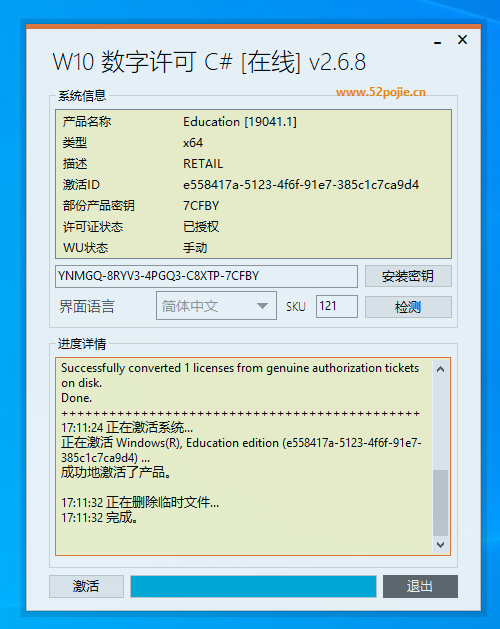 W10 数字许可 C# [在线] v2.6.8
www.52pojie.cn
系统信息
产品名称 Education [19041.1]
类型 x64
描述 RETAIL
激活ID e558417a-5123-4f6f-91e7-385c1c7ca9d4
部份产品密钥 7CFBY
许可证状态 已授权
WU状态 手动
YNMGQ-8RYV3-4PGQ3-C8XTP-7CFBY 安装密钥
界面语言 简体中文 SKU 121 检测
进度详情
Successfully converted 1 licenses from genuine authorization tickets
on disk.
Done.
+++++++++++++++++++++++++++++++++++++++++++++
17:11:24 正在激活系统...
正在激活 Windows(R), Education edition (e558417a-5123-4f6f-91e7-
385c1c7ca9d4) ...
成功地激活了产品。
17:11:32 正在删除临时文件...
17:11:32 完成。
激活 退出